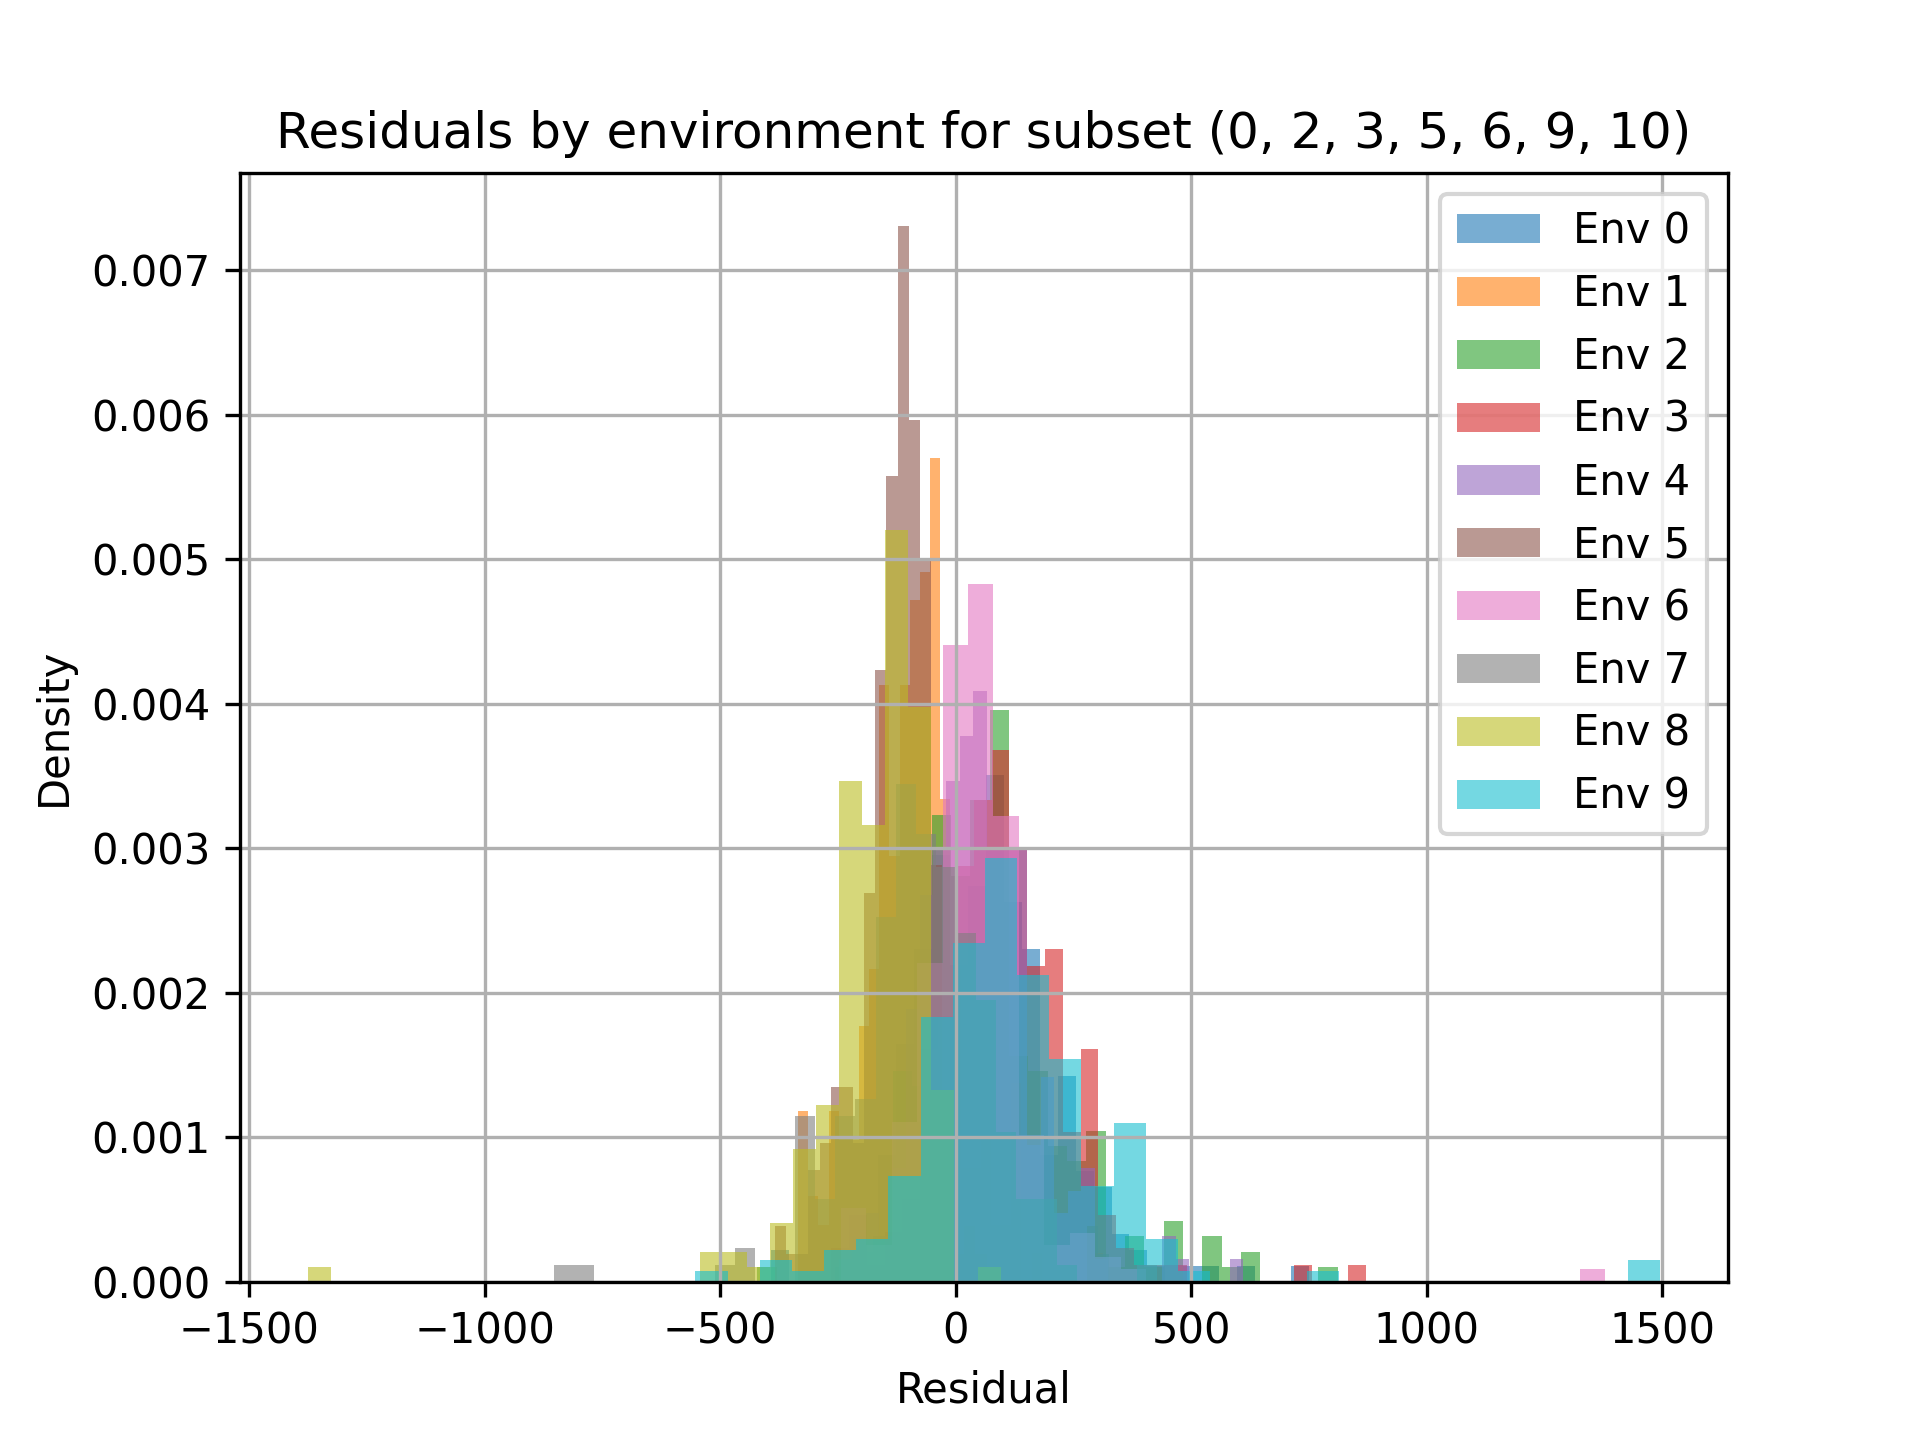 Residuals by environment for subset (0, 2, 3, 5, 6, 9, 10)
Env 0
Env 1
Env 2
Env 3
Env 4
Env 5
Env 6
Env 7
Env 8
Env 9
0.007
0.006
0.005
0.004
0.003
0.002
0.001
0.000
Density
−1500 −1000 −500 0 500 1000 1500
Residual